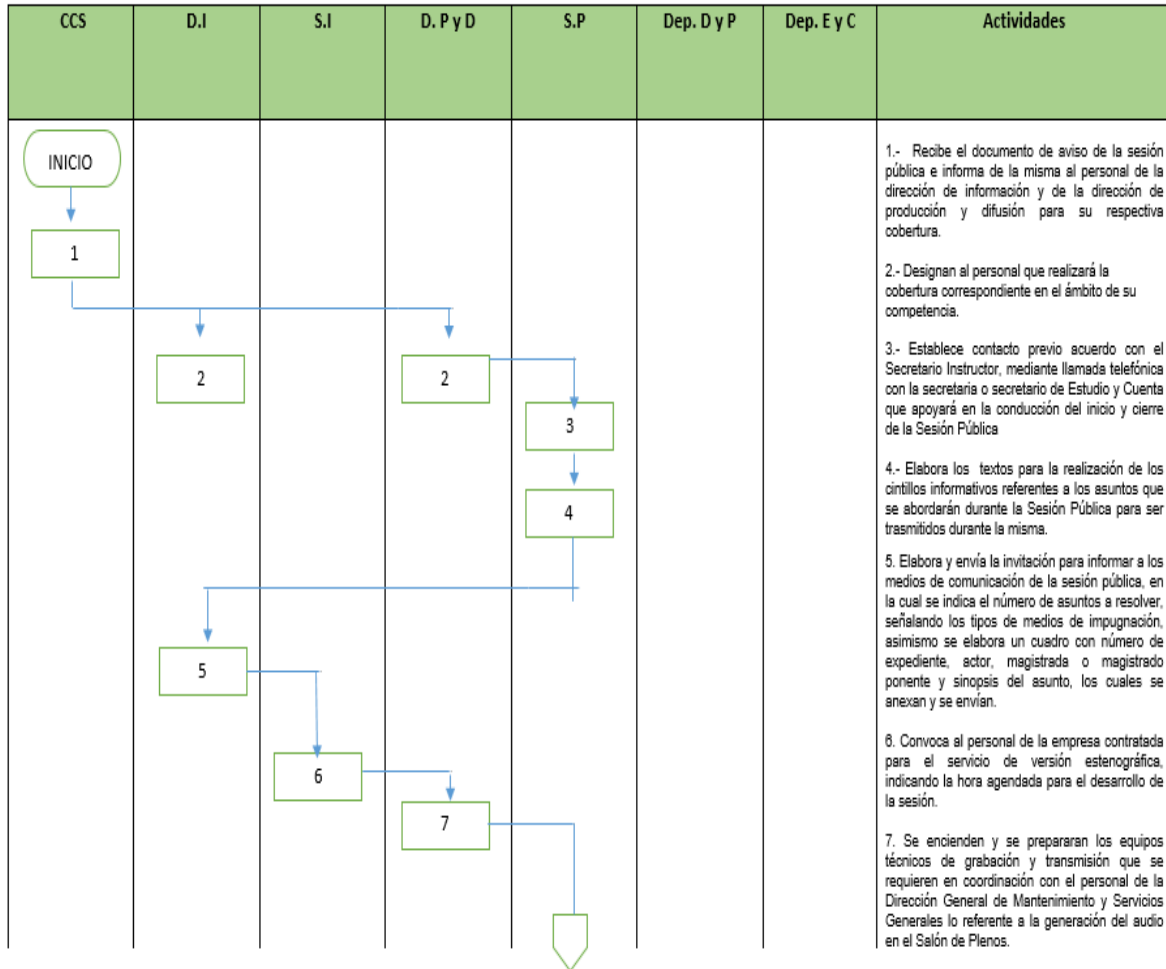 CCS D.I S.I D. P y D S.P Dep. D y P Dep. E y C Actividades
INICIO
1
2
2
3
4
5
6
7
1.- Recibe el documento de aviso de la sesión
pública e informa de la misma al personal de la
dirección de información y de la dirección de
producción y difusión para su respectiva
cobertura.
2.- Designan al personal que realizará la
cobertura correspondiente en el ámbito de su
competencia.
3.- Establece contacto previo acuerdo con el
Secretario Instructor, mediante llamada telefónica
con la secretaria o secretario de Estudio y Cuenta
que apoyará en la conducción del inicio y cierre
de la Sesión Pública
4.- Elabora los textos para la realización de los
cintillos informativos referentes a los asuntos que
se abordarán durante la Sesión Pública para ser
trasmitidos durante la misma.
5. Elabora y envía la invitación para informar a los
medios de comunicación de la sesión pública, en
la cual se indica el número de asuntos a resolver,
señalando los tipos de medios de impugnación,
asimismo se elabora un cuadro con número de
expediente, actor, magistrada o magistrado
ponente y sinopsis del asunto, los cuales se
anexan y se envían.
6. Convoca al personal de la empresa contratada
para el servicio de versión estenográfica,
indicando la hora agendada para el desarrollo de
la sesión.
7. Se encienden y se prepararan los equipos
técnicos de grabación y transmisión que se
requieren en coordinación con el personal de la
Dirección General de Mantenimiento y Servicios
Generales lo referente a la generación del audio
en el Salón de Plenos.